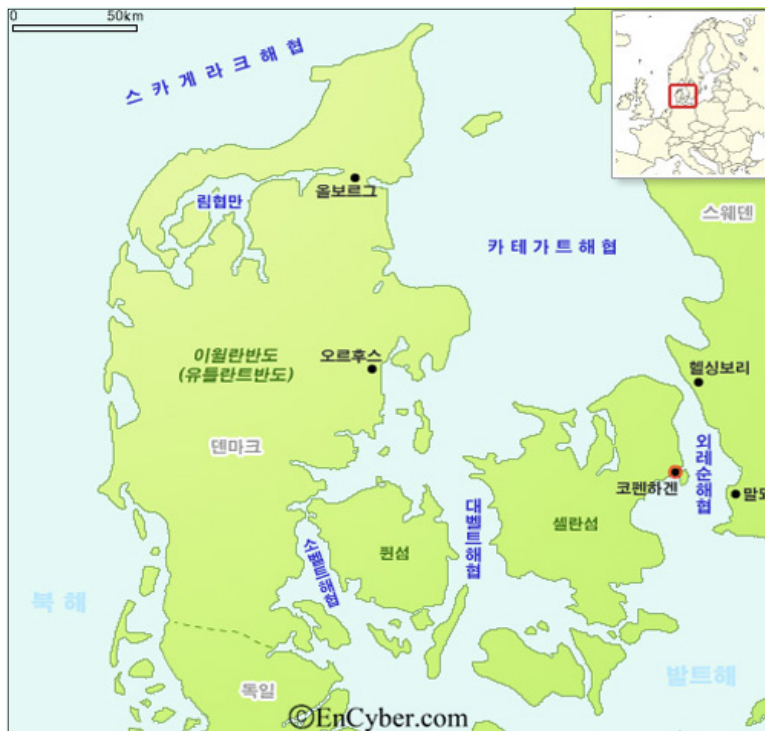 0 50km
스카게라크해협
올보르그
림협만
스웨덴
카테가트해협
이윌란반도
(유틀란트반도)
오르후스
헬싱보리
덴마크
외레순해협
코펜하겐
말뫼
대벨트해협
셀란섬
퓐섬
소벨트해협
북해
발트해
독일
©EnCyber.com